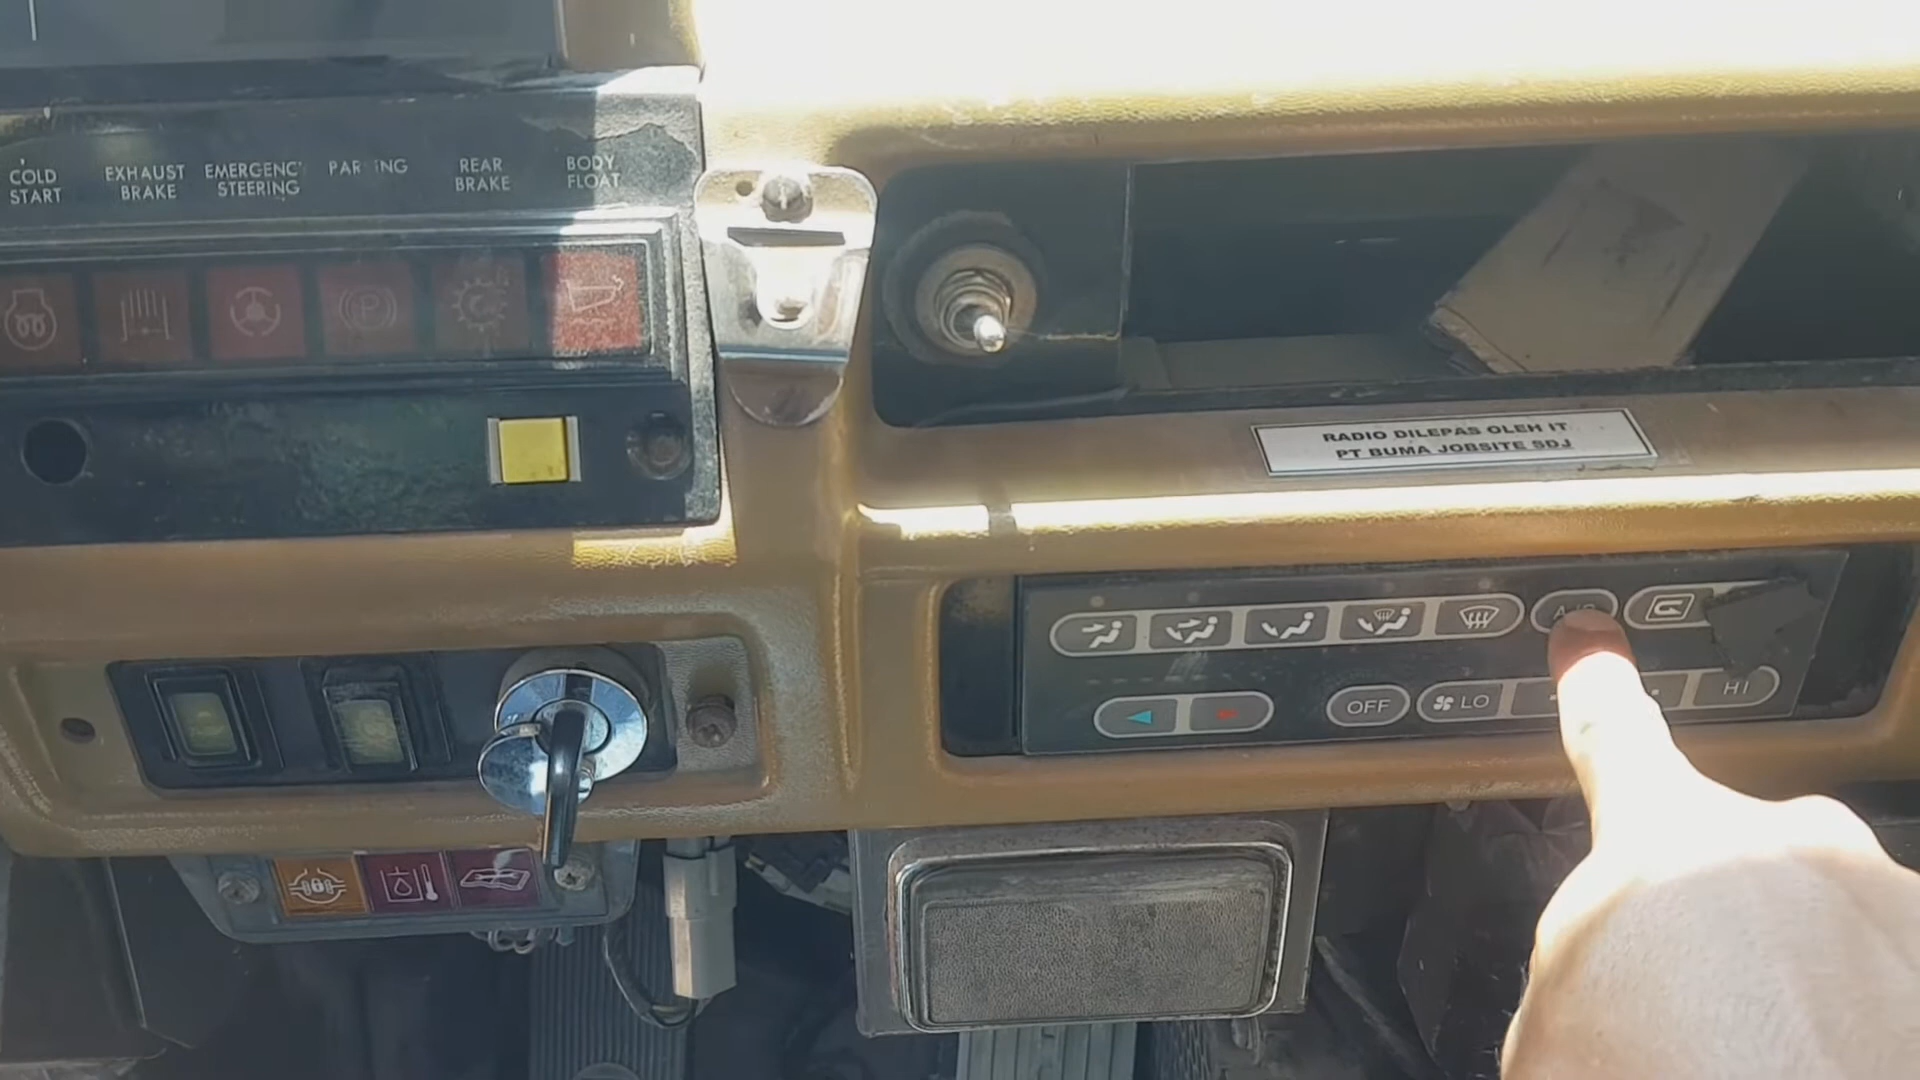 COLD
START
EXHAUST
BRAKE
EMERGENC
STEERING
PAR ING
REAR
BRAKE
BODY
FLOAT
P
RADIO DILEPAS OLEH IT
PT BUMA JOBSITE SDJ
OFF
LO
HI